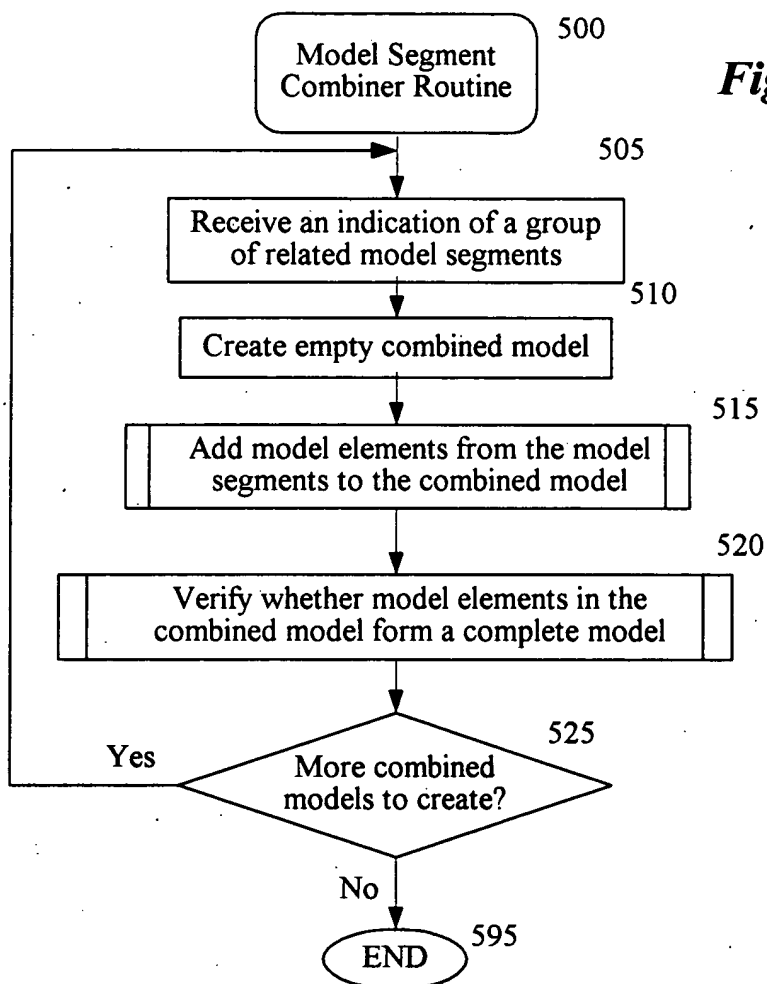 500
Model Segment
Combiner Routine
Fig
505
Receive an indication of a group
of related model segments
510
Create empty combined model
515
Add model elements from the model
segments to the combined model
520
Verify whether model elements in the
combined model form a complete model
525
Yes
More combined
models to create?
No
595
END